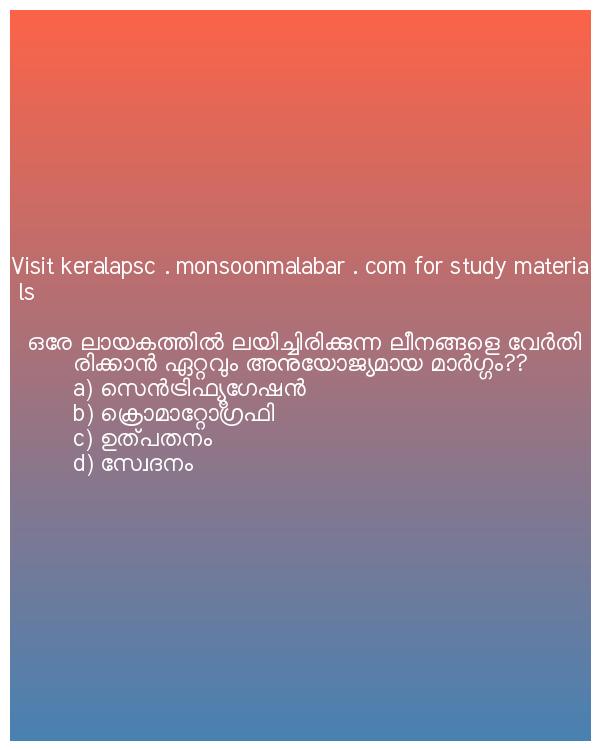 Visit keralapsc . monsoonmalabar . com for study materia
ls
ഒരേ ലായകത്തിൽ ലയിച്ചിരിക്കുന്ന ലീനങ്ങളെ വേർതി
രിക്കാൻ ഏറ്റവും അനുയോജ്യമായ മാർഗ്ഗം??
a) സെൻട്രിഫ്യൂഗേഷൻ
b) ക്രൊമാറ്റോഗ്രഫി
c) ഉത്പതനം
d) സ്വേദനം